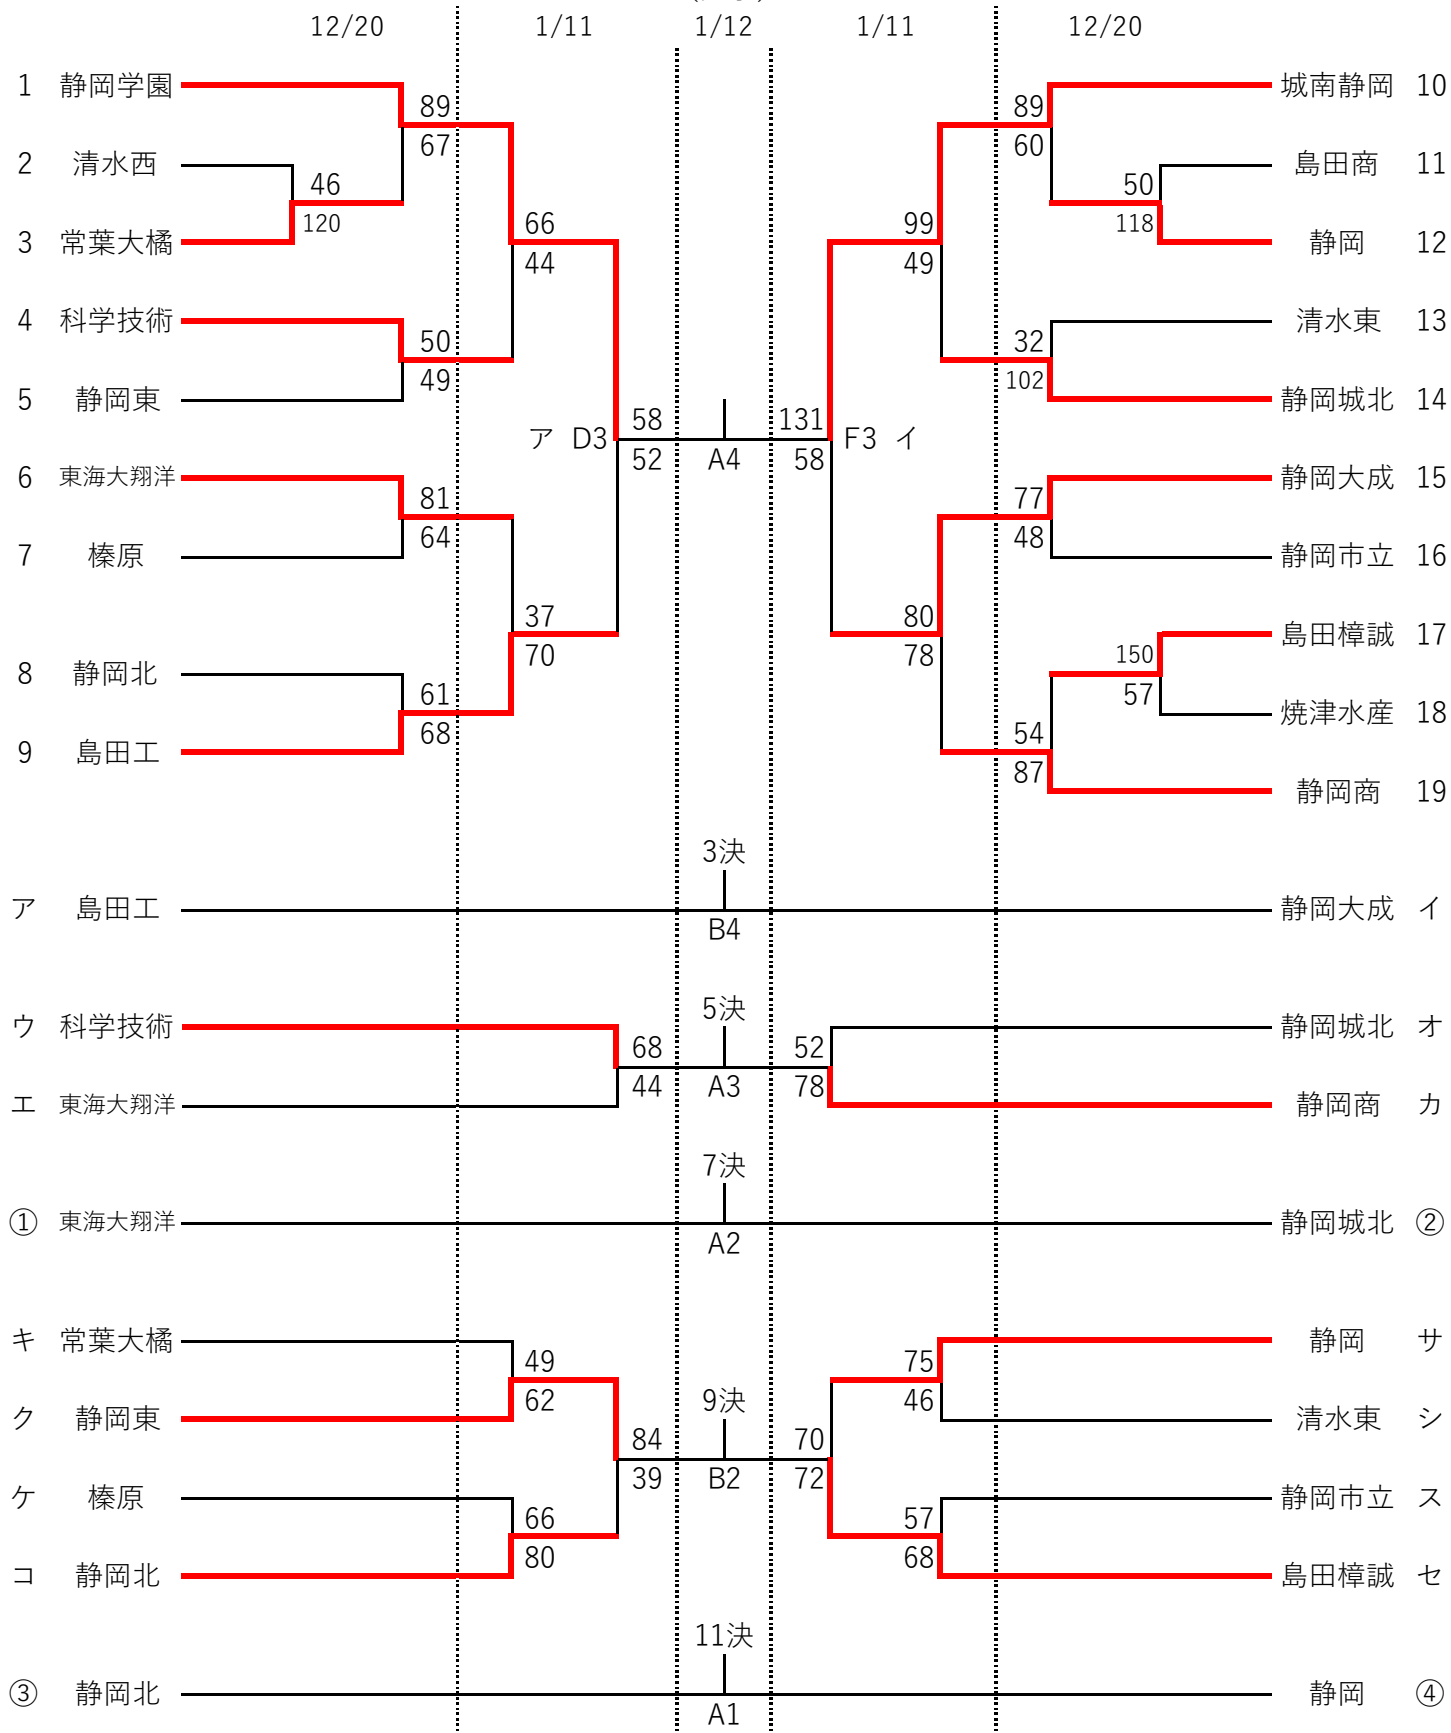 12/20 1/11 1/12 1/11 12/20
1 静岡学園 城南静岡 10
89 89
67 60
2 清水西 島田商 11
46 50
120 118
3 常葉大橘 静岡 12
66 99
44 49
4 科学技術 清水東 13
50 32
49 102
5 静岡東 静岡城北 14
58 131
ア D3 F3 イ
52 A4 58
6 東海大翔洋 静岡大成 15
81 77
64 48
7 榛原 静岡市立 16
37 80
島田樟誠 17
70 78 150
8 静岡北
61 57
焼津水産 18
68 54
9 島田工
87
静岡商 19
3決
ア 島田工 静岡大成 イ
B4
5決
ウ 科学技術 静岡城北 オ
68 52
44 A3 78
エ 東海大翔洋 静岡商 カ
7決
① 東海大翔洋 静岡城北 ②
A2
キ 常葉大橘 静岡 サ
49 75
62 9決 46
ク 静岡東 清水東 シ
84 70
39 B2 72
ケ 榛原 静岡市立 ス
66 57
80 68
コ 静岡北 島田樟誠 セ
11決
③ 静岡北 静岡 ④
A1